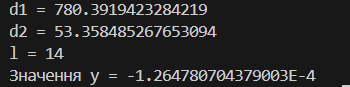 d1 = 780.3919423284219
d2 = 53.358485267653094
l = 14
Значення y = -1.264780704379003E-4